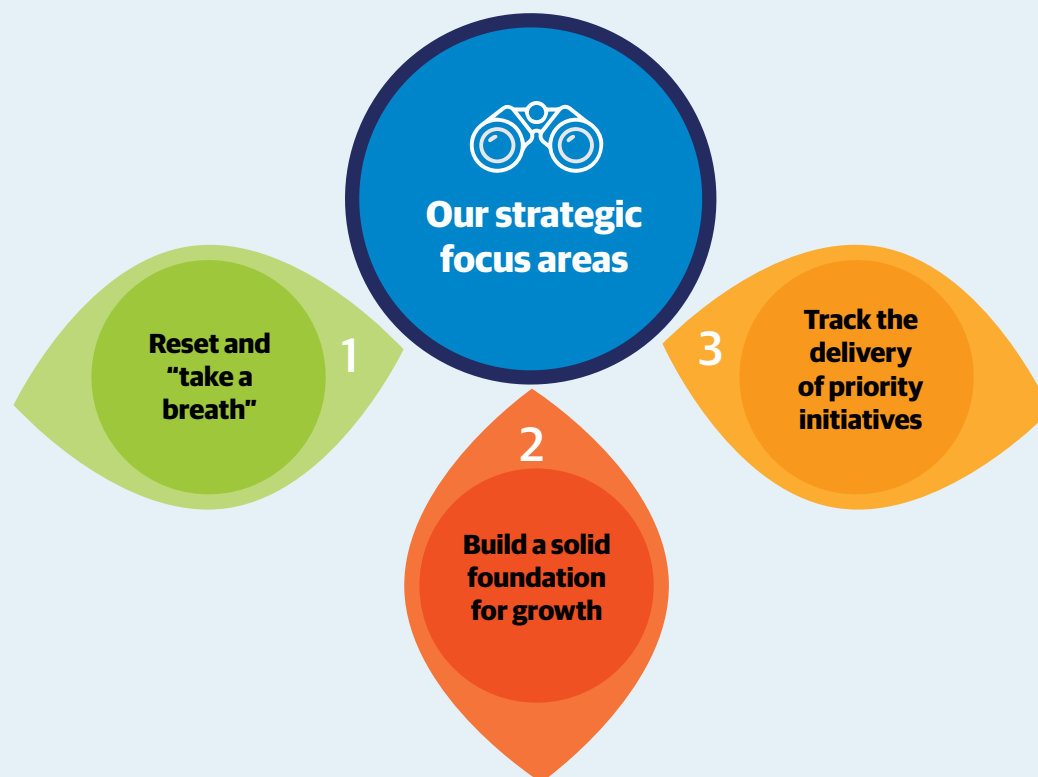 Our strategic
focus areas
1
Reset and
“take a
breath”
2
Build a solid
foundation
for growth
3
Track the
delivery
of priority
initiatives